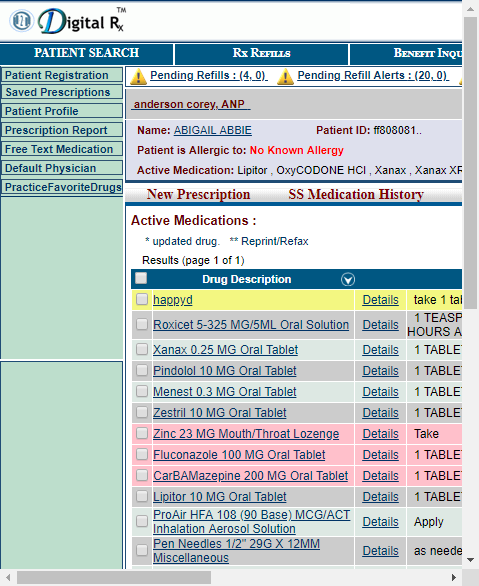 Digital Rx TM
PATIENT SEARCH
Rx REFILLS
BENEFIT INQU
Patient Registration
Saved Prescriptions
Patient Profile
Prescription Report
Free Text Medication
Default Physician
PracticeFavoriteDrugs
Pending Refills : (4, 0)
Pending Refill Alerts : (20, 0)
anderson corey, ANP
Name: ABIGAIL ABBIE
Patient ID: ff808081..
Patient is Allergic to: No Known Allergy
Active Medication: Lipitor , OxyCODONE HCl , Xanax , Xanax XR
New Prescription
SS Medication History
Active Medications :
* updated drug. ** Reprint/Refax
Results (page 1 of 1)
Drug Description
happyd Details take 1 tal
Roxicet 5-325 MG/5ML Oral Solution Details 1 TEASP
HOURS A
Xanax 0.25 MG Oral Tablet Details 1 TABLE
Pindolol 10 MG Oral Tablet Details 1 TABLE
Menest 0.3 MG Oral Tablet Details 1 TABLE
Zestril 10 MG Oral Tablet Details 1 TABLE
Zinc 23 MG Mouth/Throat Lozenge Details Take
Fluconazole 100 MG Oral Tablet Details 1 TABLE
CarBAMazepine 200 MG Oral Tablet Details 1 TABLE
Lipitor 10 MG Oral Tablet Details 1 TABLE
ProAir HFA 108 (90 Base) MCG/ACT
Inhalation Aerosol Solution Details Apply
Pen Needles 1/2" 29G X 12MM
Miscellaneous Details as neede